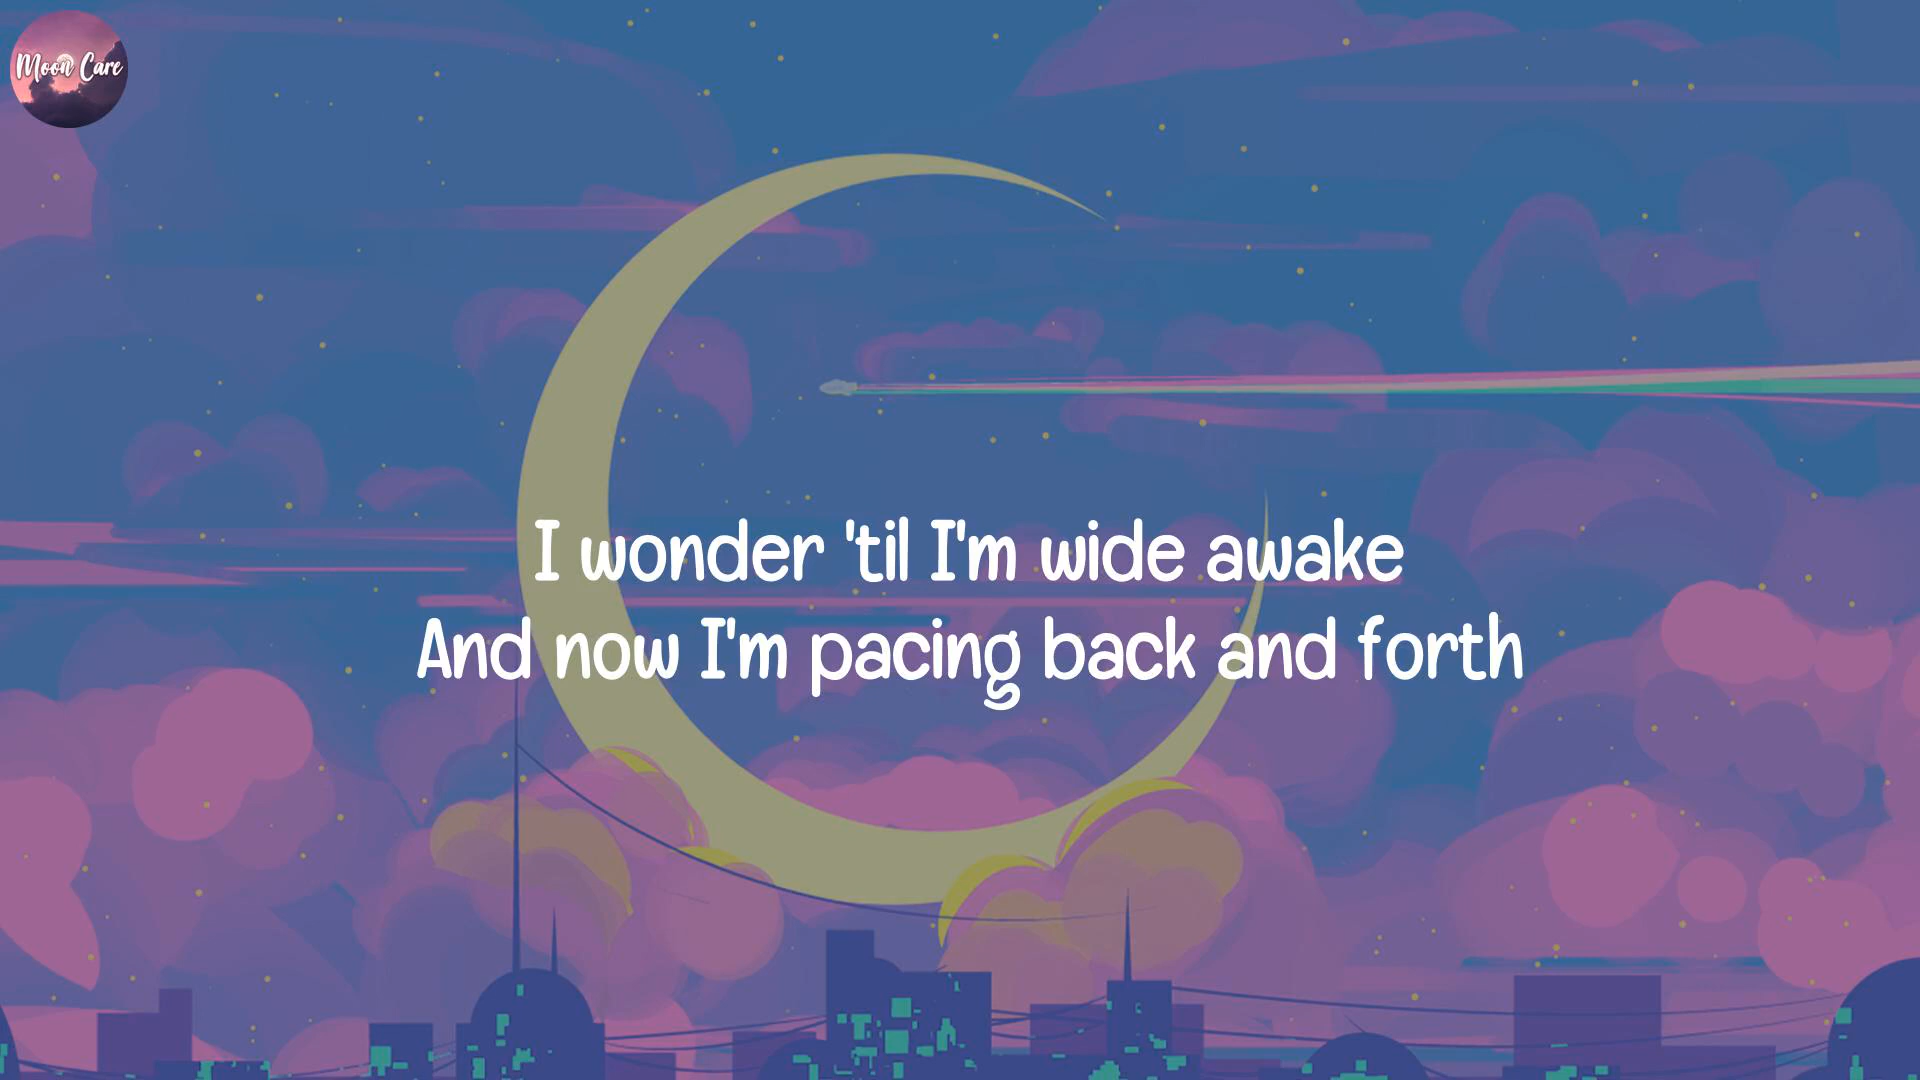 Moon Care
I wonder 'til I'm wide awake
And now I'm pacing back and forth